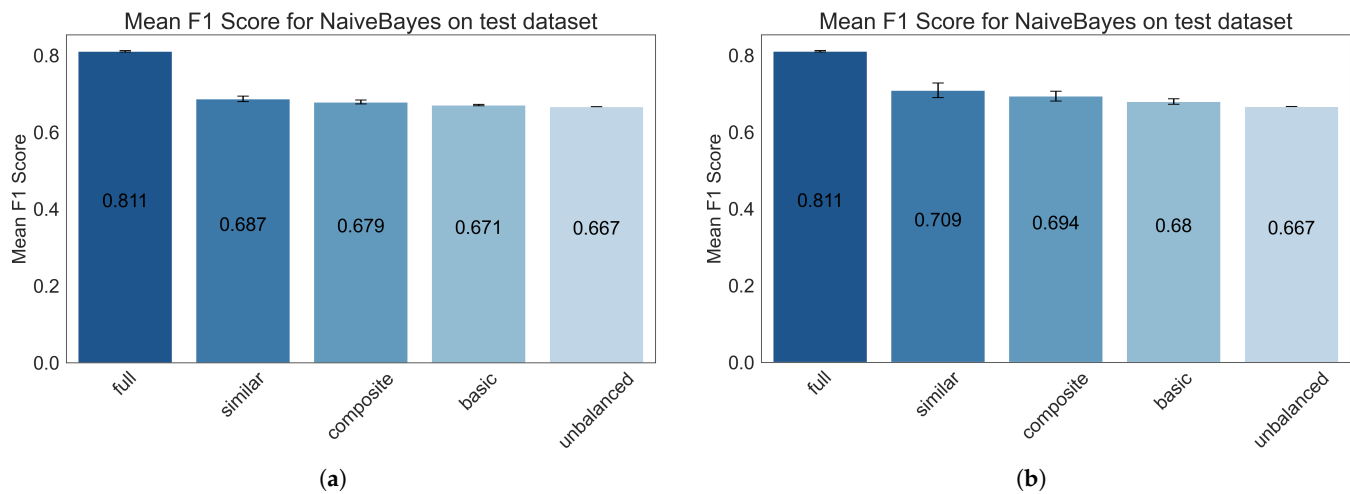 Mean F1 Score for NaiveBayes on test dataset
Mean F1 Score
0.8
0.6
0.4
0.2
0.0
0.811
0.687
0.679
0.671
0.667
full
similar
composite
basic
unbalanced
(a)
Mean F1 Score for NaiveBayes on test dataset
Mean F1 Score
0.8
0.6
0.4
0.2
0.0
0.811
0.709
0.694
0.68
0.667
full
similar
composite
basic
unbalanced
(b)